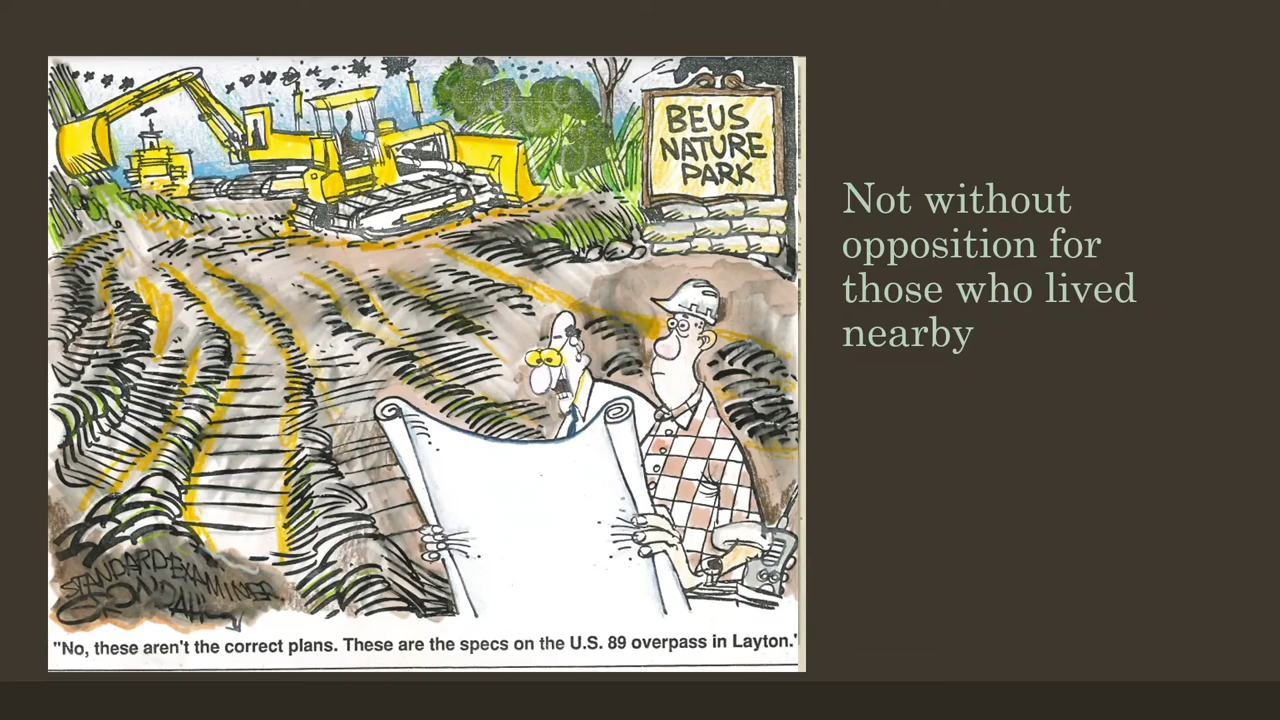 BEUS
NATURE
PARK
Not without
opposition for
those who lived
nearby
STANDARD EXAMINER
"No, these aren't the correct plans. These are the specs on the U.S. 89 overpass in Layton."